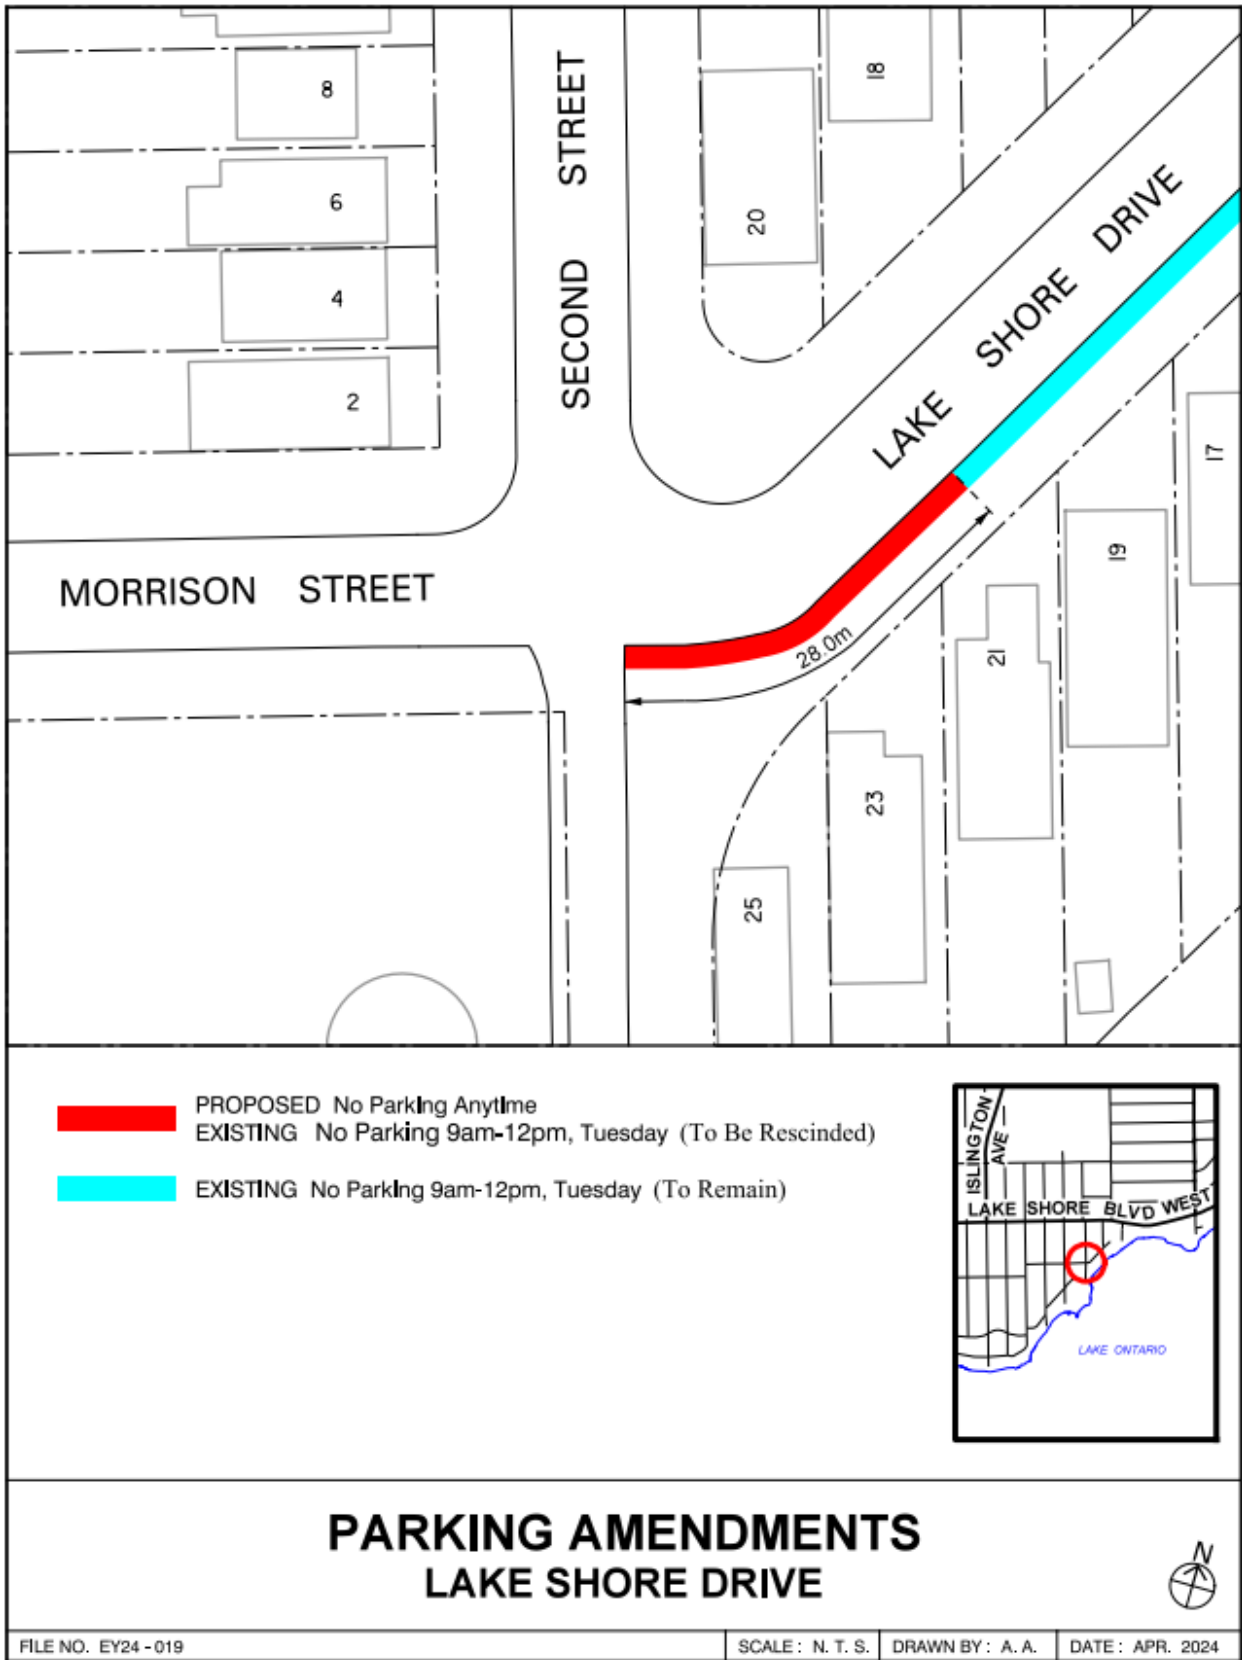 8
6
4
2
SECOND STREET
18
20
LAKE SHORE DRIVE
17
19
21
23
25
MORRISON STREET
28.0m
PROPOSED No Parking Anytime
EXISTING No Parking 9am-12pm, Tuesday (To Be Rescinded)
EXISTING No Parking 9am-12pm, Tuesday (To Remain)
ISLINGTON
AVE
LAKE SHORE BLVD WEST
LAKE ONTARIO
PARKING AMENDMENTS
LAKE SHORE DRIVE
N
FILE NO. EY24-019
SCALE: N. T. S.
DRAWN BY: A. A.
DATE: APR. 2024